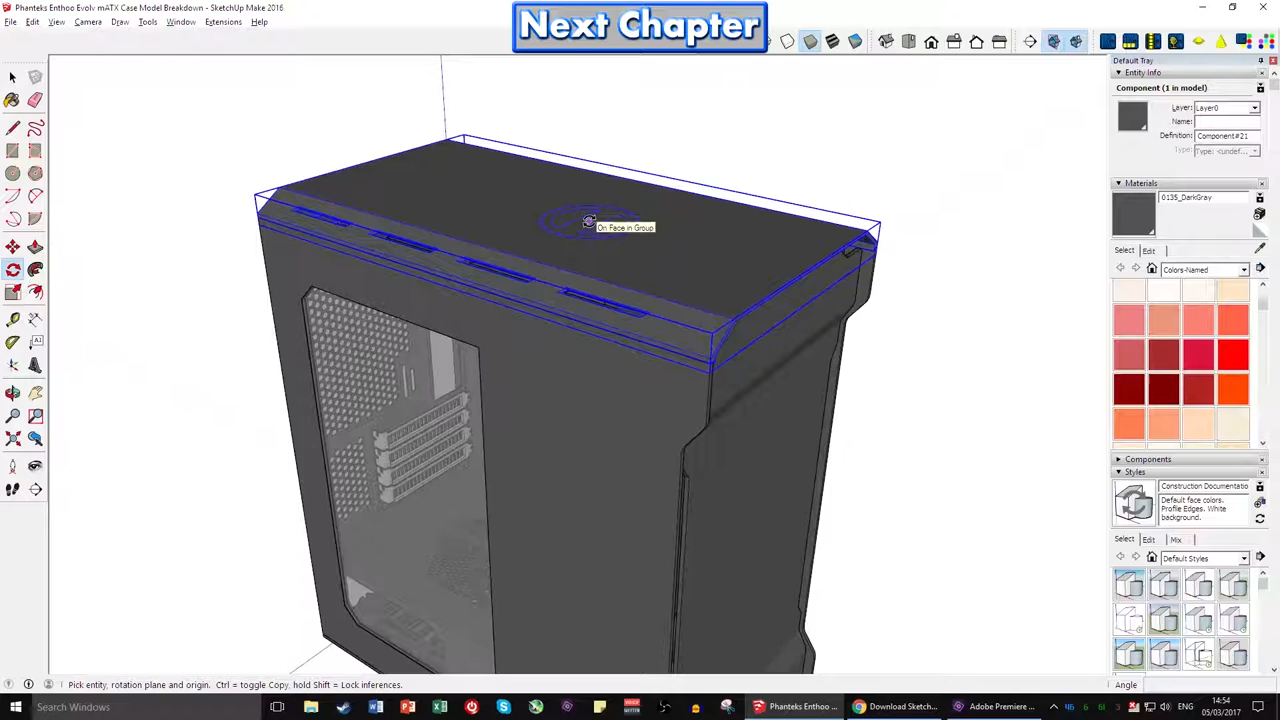 Phanteks Enthoo Evolv mATX Case Model Breakdown - SketchUp Make 2016
Next Chapter
File Edit View Camera Draw Tools Window Extensions Help
Default Tray
Entity Info
Component (1 in model)
Layer: Layer0
Name:
Definition: Component#21
Type: Type: <undef...
On Face in Group
Materials
0135_DarkGray
Select Edit
Colors-Named
Components
Styles
Construction Documentatio
Default face colors.
Profile Edges. White
background.
Select Edit Mix
Default Styles
Pick entity, rotation plane and origin. Ctrl = toggle Copy, hold Shift = Lock inferences.
Angle
Search Windows
Phanteks Enthoo ...
Download Sketch...
Adobe Premiere ...
14:54
05/03/2017